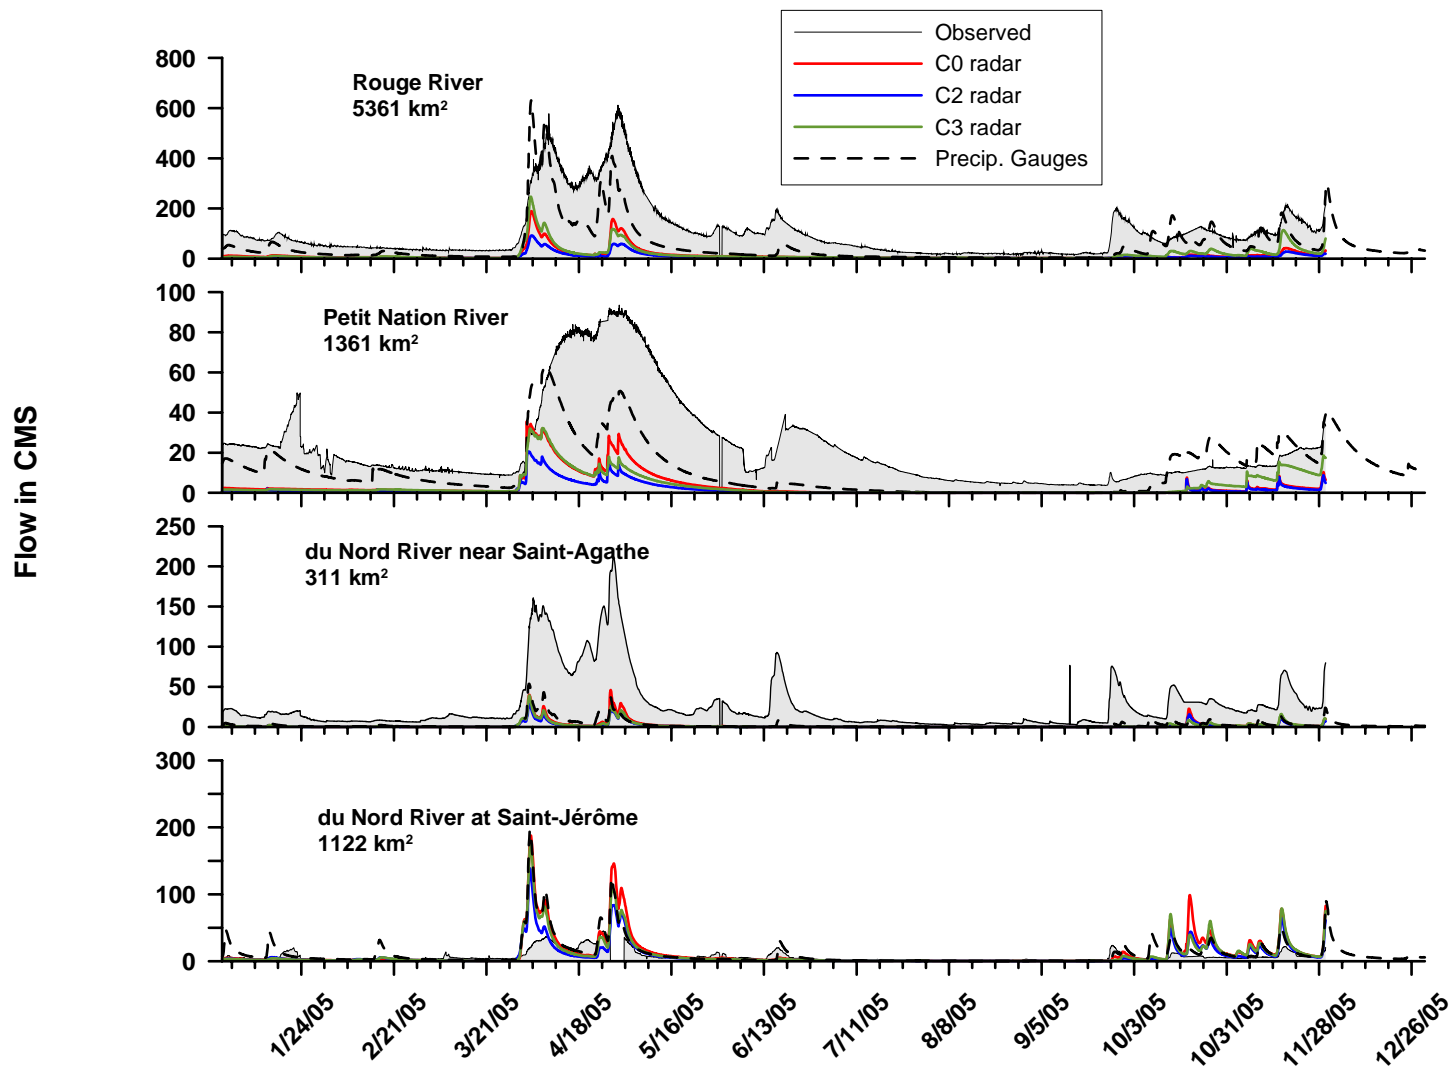 Observed
C0 radar
C2 radar
C3 radar
Precip. Gauges
Flow in CMS
800
600
400
200
0
Rouge River
5361 km²
100
80
60
40
20
0
Petit Nation River
1361 km²
250
200
150
100
50
0
du Nord River near Saint-Agathe
311 km²
300
200
100
0
du Nord River at Saint-Jérôme
1122 km²
1/24/05
2/21/05
3/21/05
4/18/05
5/16/05
6/13/05
7/11/05
8/8/05
9/5/05
10/3/05
10/31/05
11/28/05
12/26/05